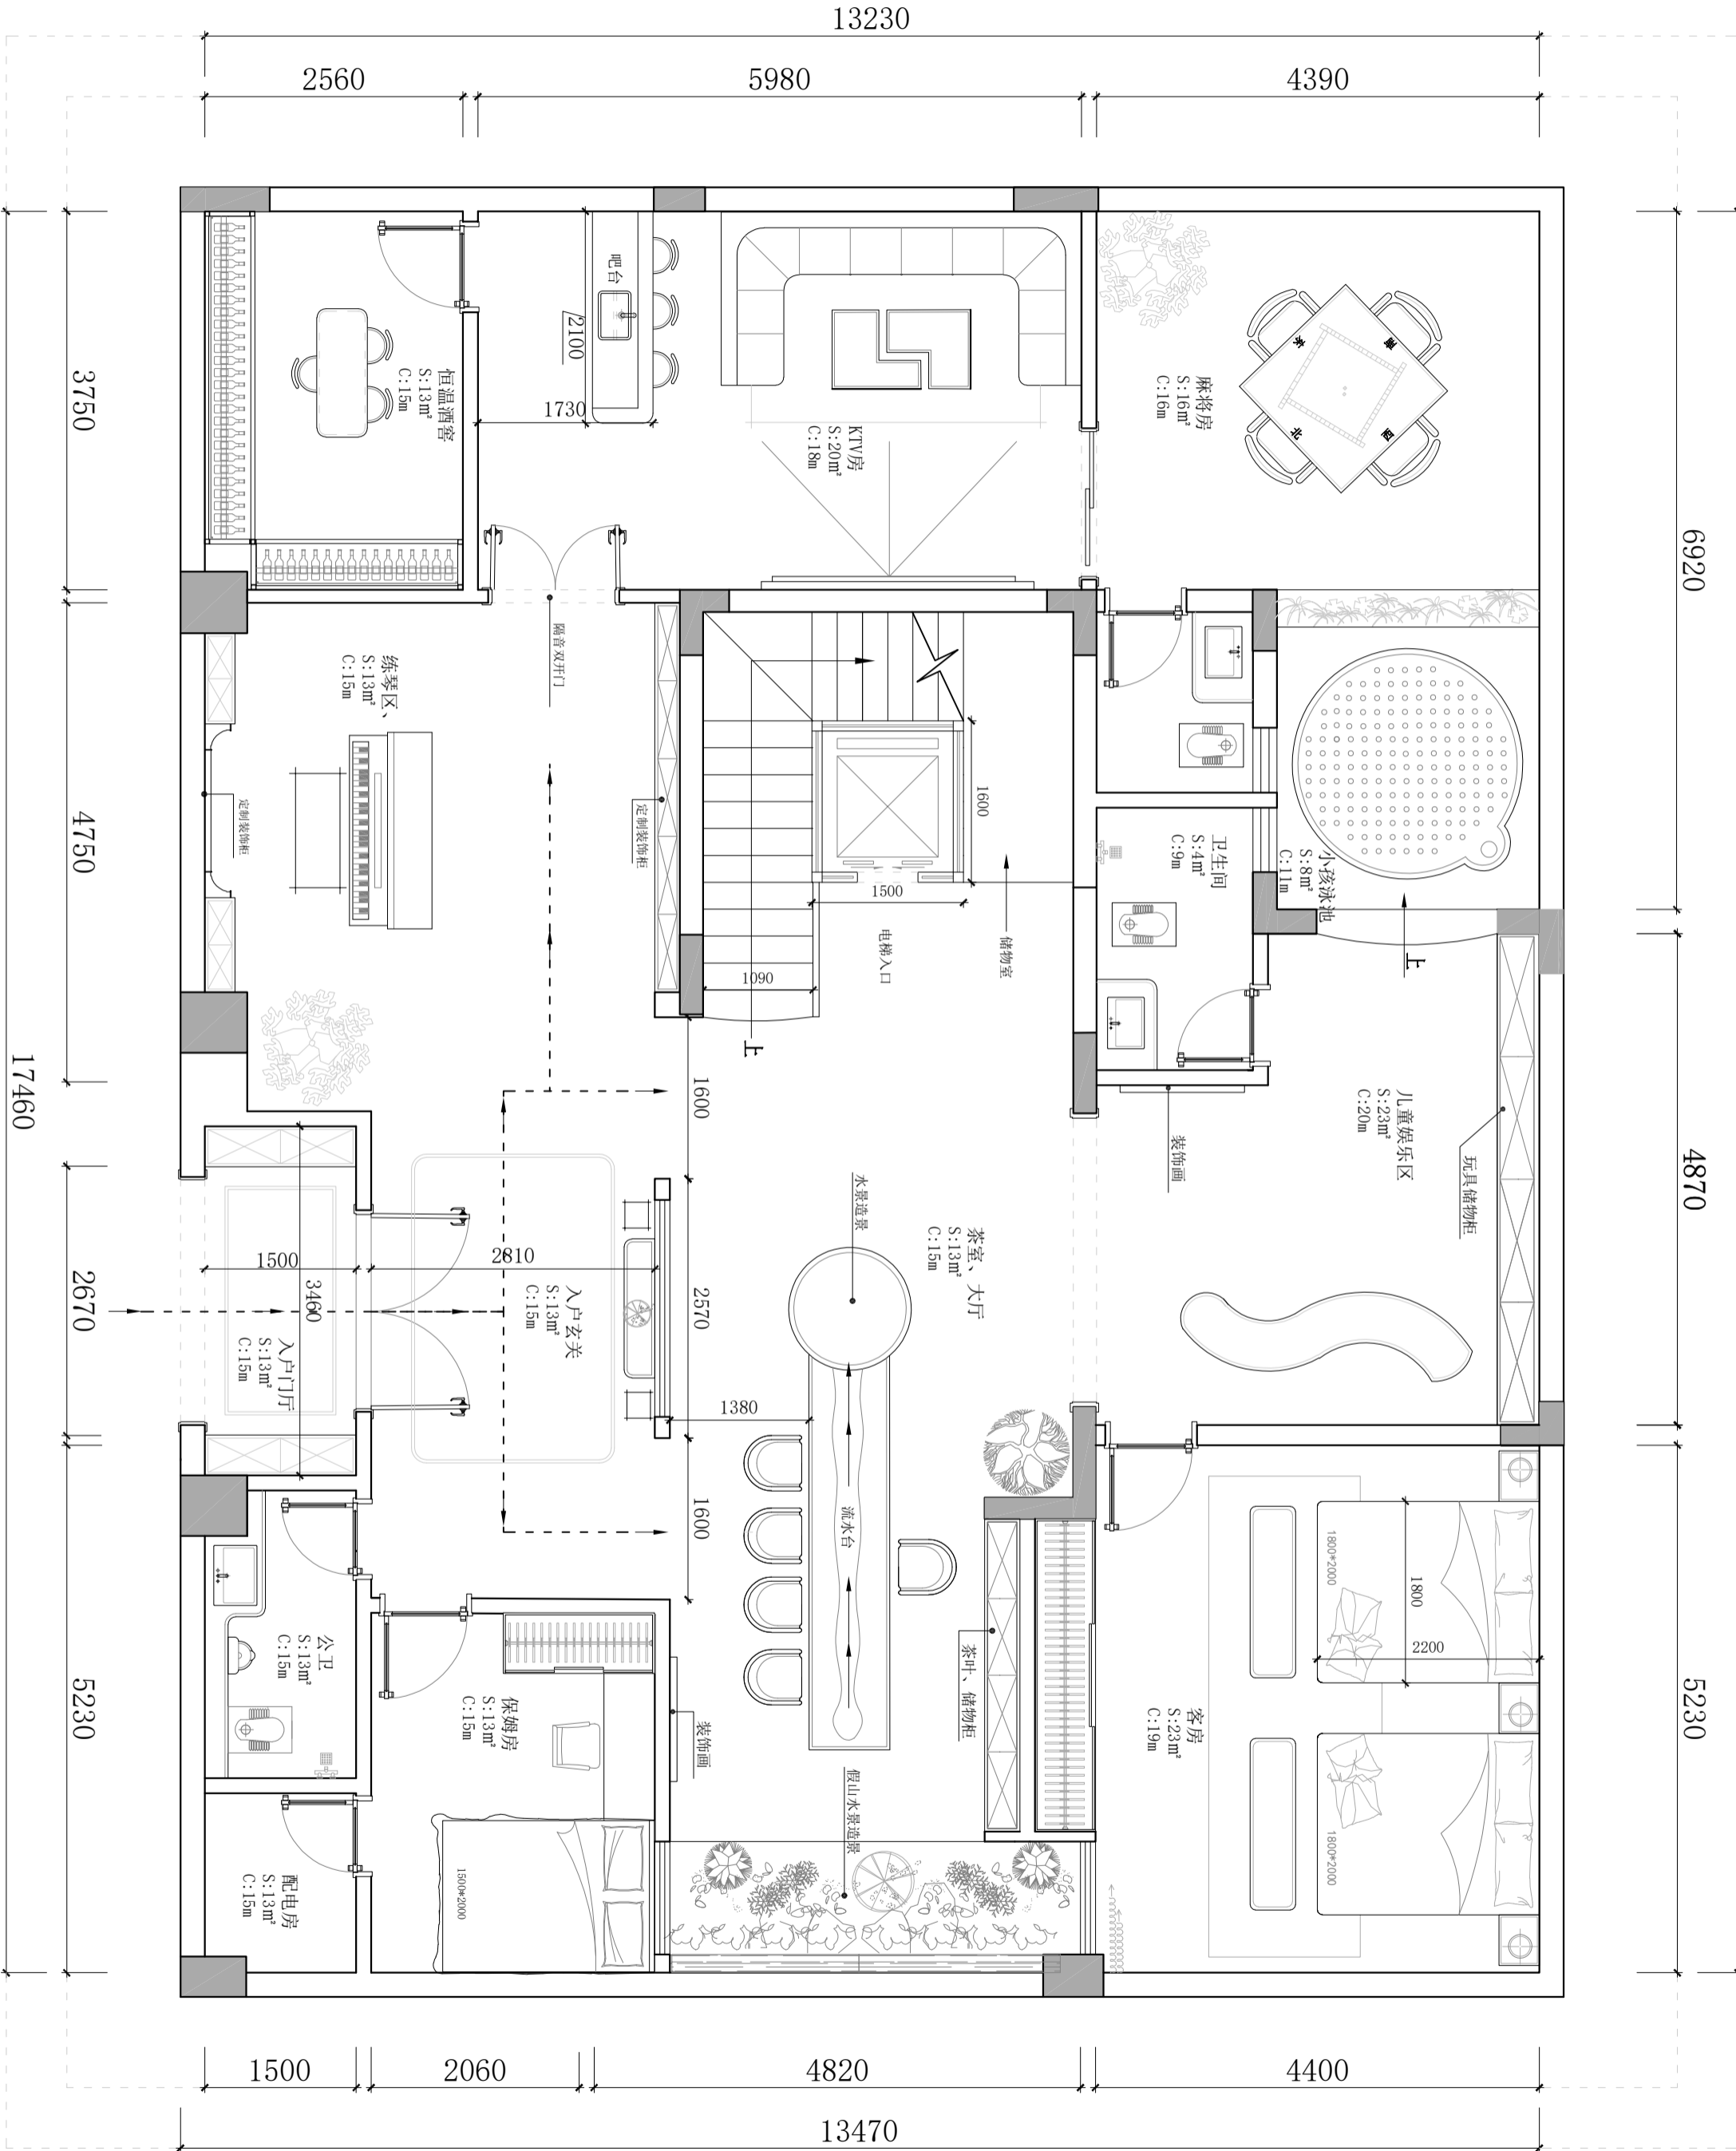 13230
2560
5980
4390
3750
4750
2670
5230
17460
6920
4870
5230
1500
2060
4820
4400
13470
恒温酒窖
S:13m²
C:15m
吧台
2100
1730
KTV房
S:20m²
C:18m
麻将房
S:16m²
C:16m
东
南
西
北
隔音双开门
练琴区、
S:13m²
C:15m
定制装饰柜
定制装饰柜
1600
1500
1090
电梯入口
储物室
上
卫生间
S:4m²
C:9m
小孩泳池
S:8m²
C:11m
上
儿童娱乐区
S:23m²
C:20m
玩具储物柜
装饰画
1600
2570
1600
水景造景
茶室、大厅
S:13m²
C:15m
1500
2810
3460
入户门厅
S:13m²
C:15m
入户玄关
S:13m²
C:15m
1380
流水台
茶叶、储物柜
公卫
S:13m²
C:15m
保姆房
S:13m²
C:15m
装饰画
假山水景造景
1500*2000
配电房
S:13m²
C:15m
客房
S:23m²
C:19m
1800*2000
1800
2200
1800*2000